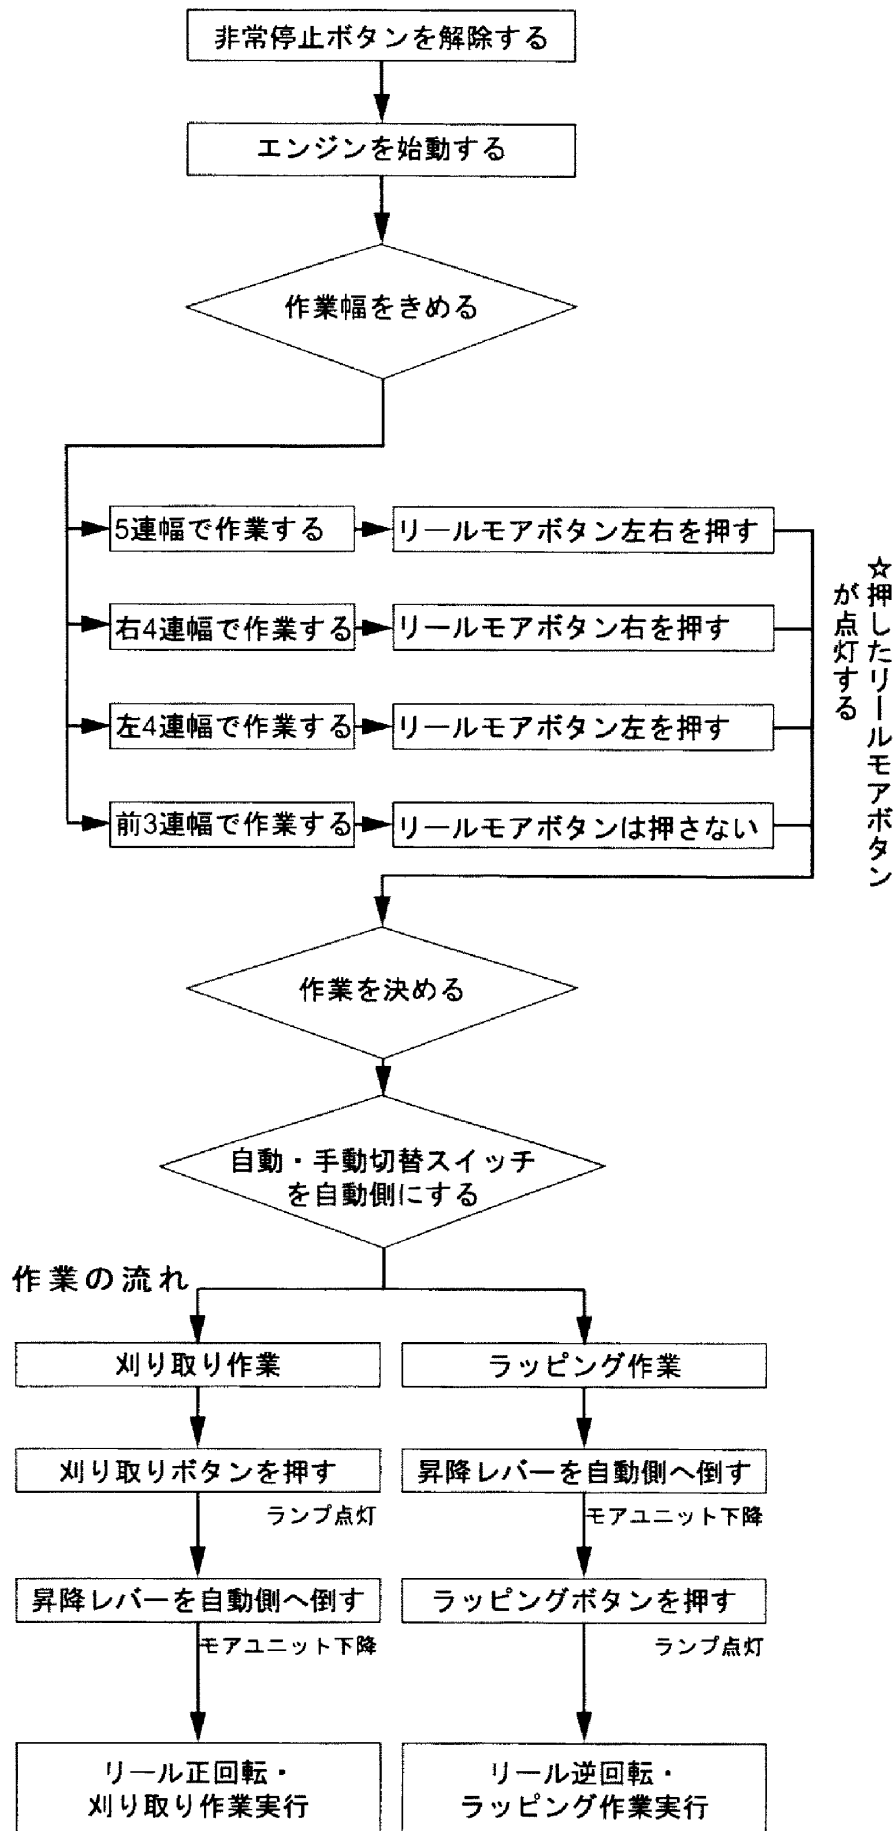 非常停止ボタンを解除する
エンジンを始動する
作業幅をきめる
5連幅で作業する
リールモアボタン左右を押す
右4連幅で作業する
リールモアボタン右を押す
左4連幅で作業する
リールモアボタン左を押す
前3連幅で作業する
リールモアボタンは押さない
☆押したリールモアボタン
が点灯する
作業を決める
自動・手動切替スイッチ
を自動側にする
作業の流れ
刈り取り作業
ラッピング作業
刈り取りボタンを押す
昇降レバーを自動側へ倒す
ランプ点灯
モアユニット下降
昇降レバーを自動側へ倒す
ラッピングボタンを押す
モアユニット下降
ランプ点灯
リール正回転・
刈り取り作業実行
リール逆回転・
ラッピング作業実行